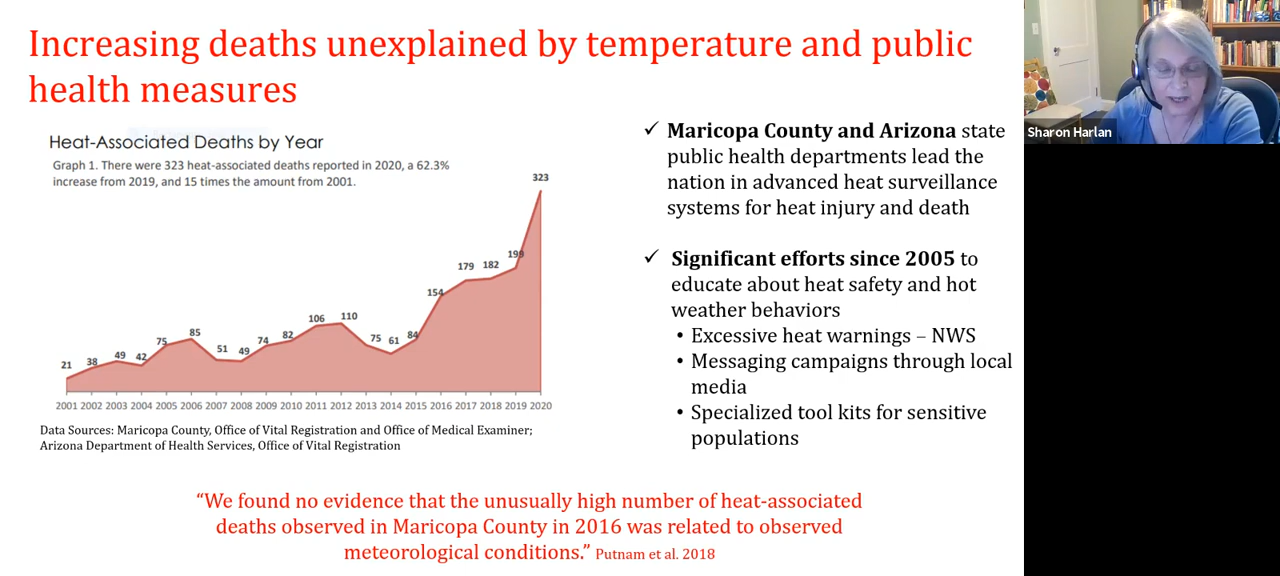 Increasing deaths unexplained by temperature and public
health measures
Heat-Associated Deaths by Year
Graph 1. There were 323 heat-associated deaths reported in 2020, a 62.3%
increase from 2019, and 15 times the amount from 2001.
21 38 49 42 75 85 51 49 74 82 106 110 75 61 84 154 179 182 199 323
2001 2002 2003 2004 2005 2006 2007 2008 2009 2010 2011 2012 2013 2014 2015 2016 2017 2018 2019 2020
Data Sources: Maricopa County, Office of Vital Registration and Office of Medical Examiner;
Arizona Department of Health Services, Office of Vital Registration
✓ Maricopa County and Arizona state
public health departments lead the
nation in advanced heat surveillance
systems for heat injury and death
✓ Significant efforts since 2005 to
educate about heat safety and hot
weather behaviors
• Excessive heat warnings – NWS
• Messaging campaigns through local
media
• Specialized tool kits for sensitive
populations
“We found no evidence that the unusually high number of heat-associated
deaths observed in Maricopa County in 2016 was related to observed
meteorological conditions.” Putnam et al. 2018
Sharon Harlan